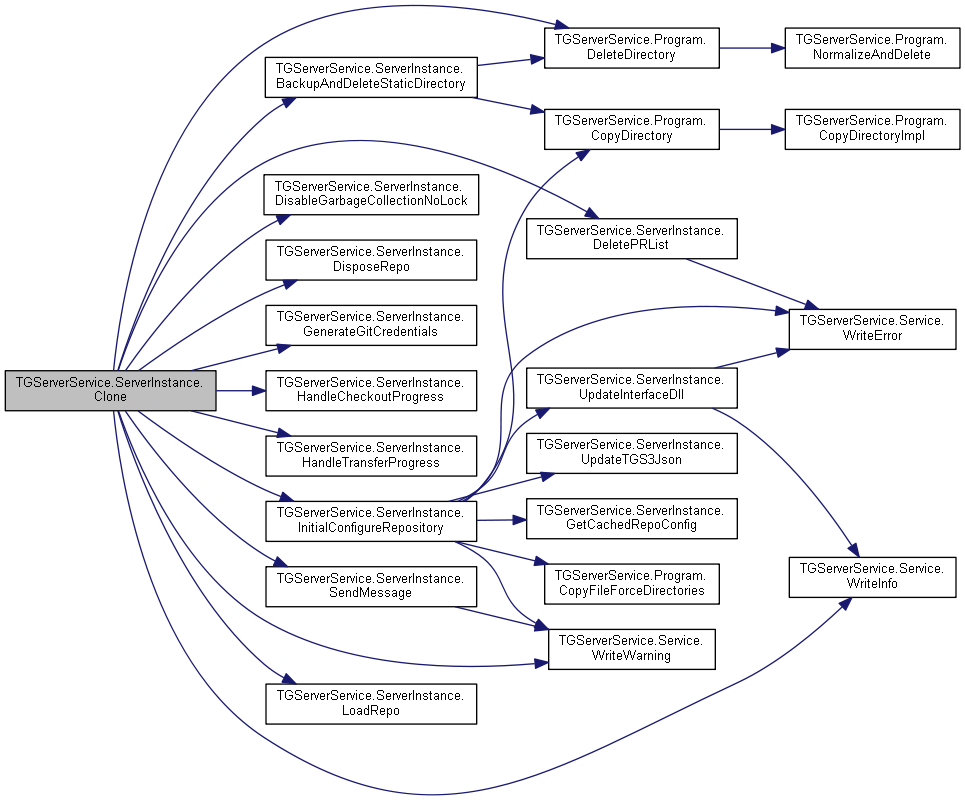 TGServerService.Program.
DeleteDirectory
TGServerService.Program.
NormalizeAndDelete
TGServerService.ServerInstance.
BackupAndDeleteStaticDirectory
TGServerService.Program.
CopyDirectory
TGServerService.Program.
CopyDirectoryImpl
TGServerService.ServerInstance.
DisableGarbageCollectionNoLock
TGServerService.ServerInstance.
DeletePRList
TGServerService.ServerInstance.
DisposeRepo
TGServerService.ServerInstance.
GenerateGitCredentials
TGServerService.Service.
WriteError
TGServerService.ServerInstance.
Clone
TGServerService.ServerInstance.
HandleCheckoutProgress
TGServerService.ServerInstance.
UpdateInterfaceDll
TGServerService.ServerInstance.
HandleTransferProgress
TGServerService.ServerInstance.
UpdateTGS3Json
TGServerService.ServerInstance.
InitialConfigureRepository
TGServerService.ServerInstance.
GetCachedRepoConfig
TGServerService.ServerInstance.
SendMessage
TGServerService.Program.
CopyFileForceDirectories
TGServerService.Service.
WriteInfo
TGServerService.Service.
WriteWarning
TGServerService.ServerInstance.
LoadRepo